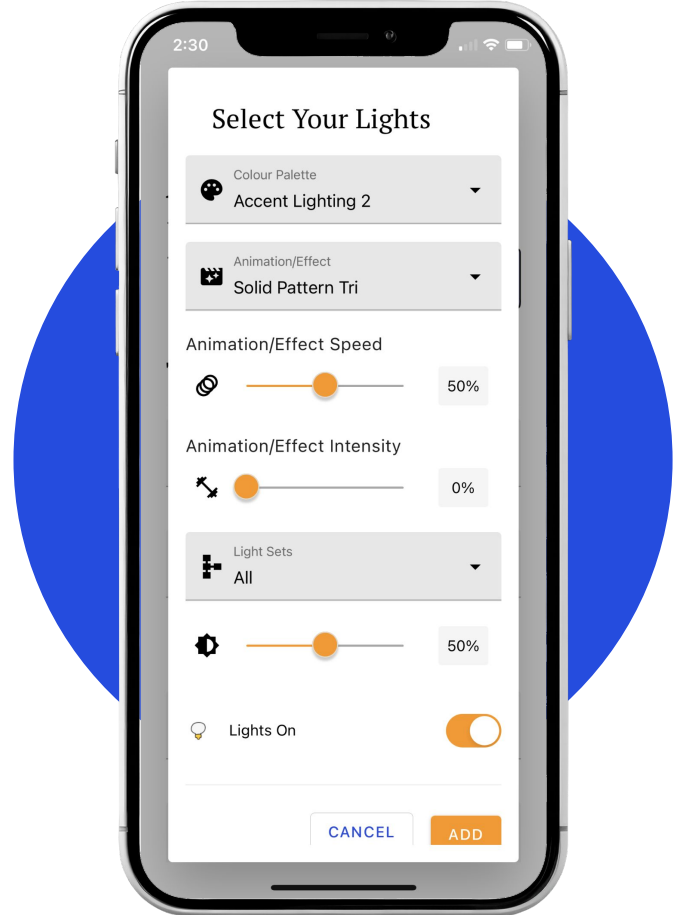 2:30
Select Your Lights
Colour Palette
Accent Lighting 2
Animation/Effect
Solid Pattern Tri
Animation/Effect Speed
50%
Animation/Effect Intensity
0%
Light Sets
All
50%
Lights On
CANCEL ADD